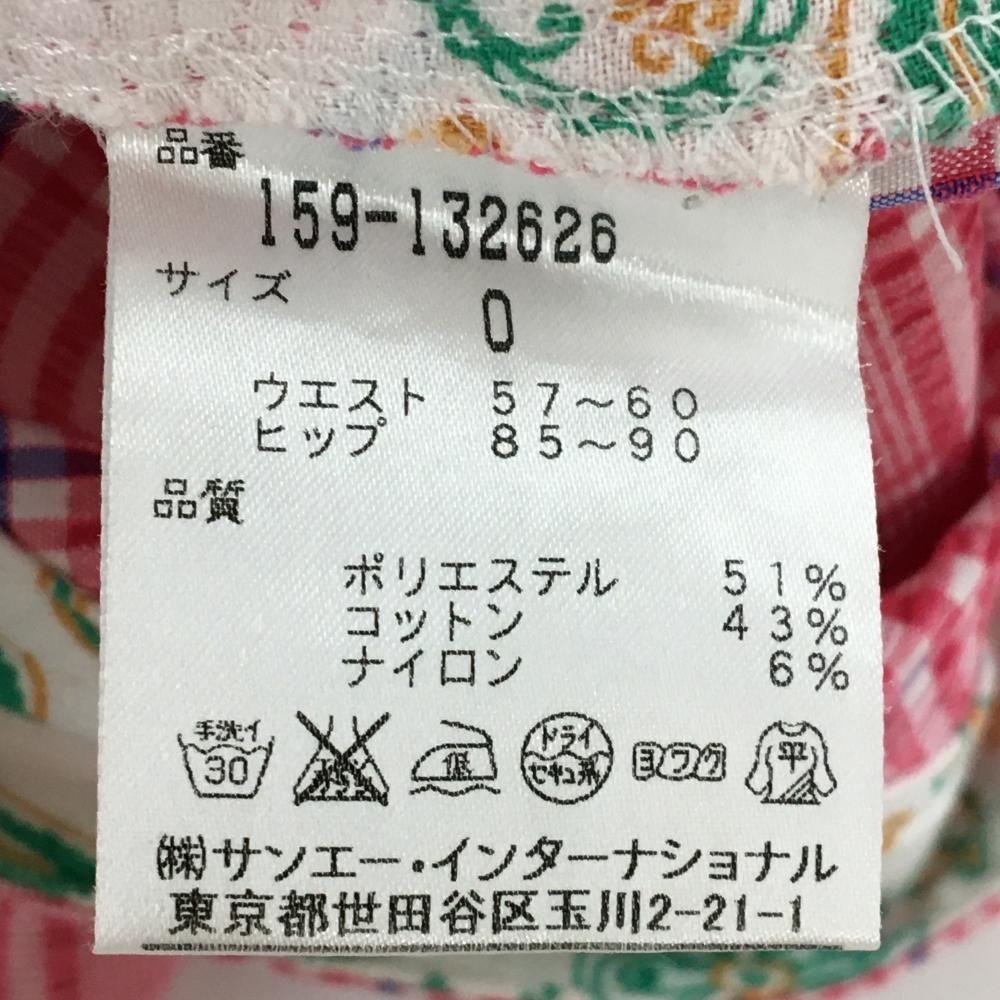 品番
159-132626
サイズ
0
ウエスト 57～60
ヒップ 85～90
品質
ポリエステル 51%
コットン 43%
ナイロン 6%
手洗イ 30 低 ドライ セキユ系 ヨワク 平
㈱サンエー・インターナショナル
東京都世田谷区玉川2-21-1